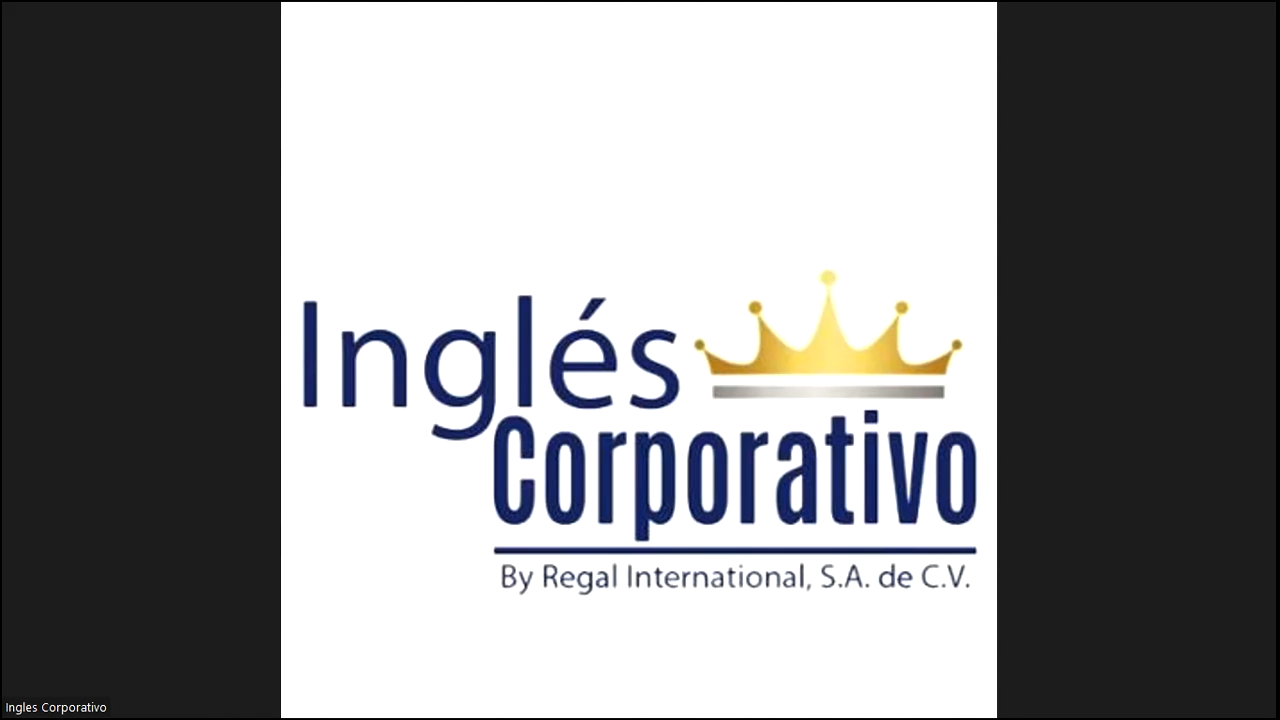 Inglés
Corporativo
By Regal International, S.A. de C.V.
Ingles Corporativo